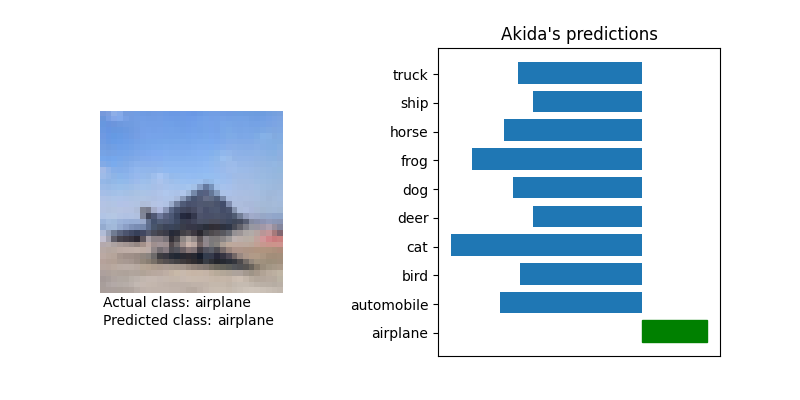 Akida's predictions
truck
ship
horse
frog
dog
deer
cat
bird
automobile
airplane
Actual class: airplane
Predicted class: airplane